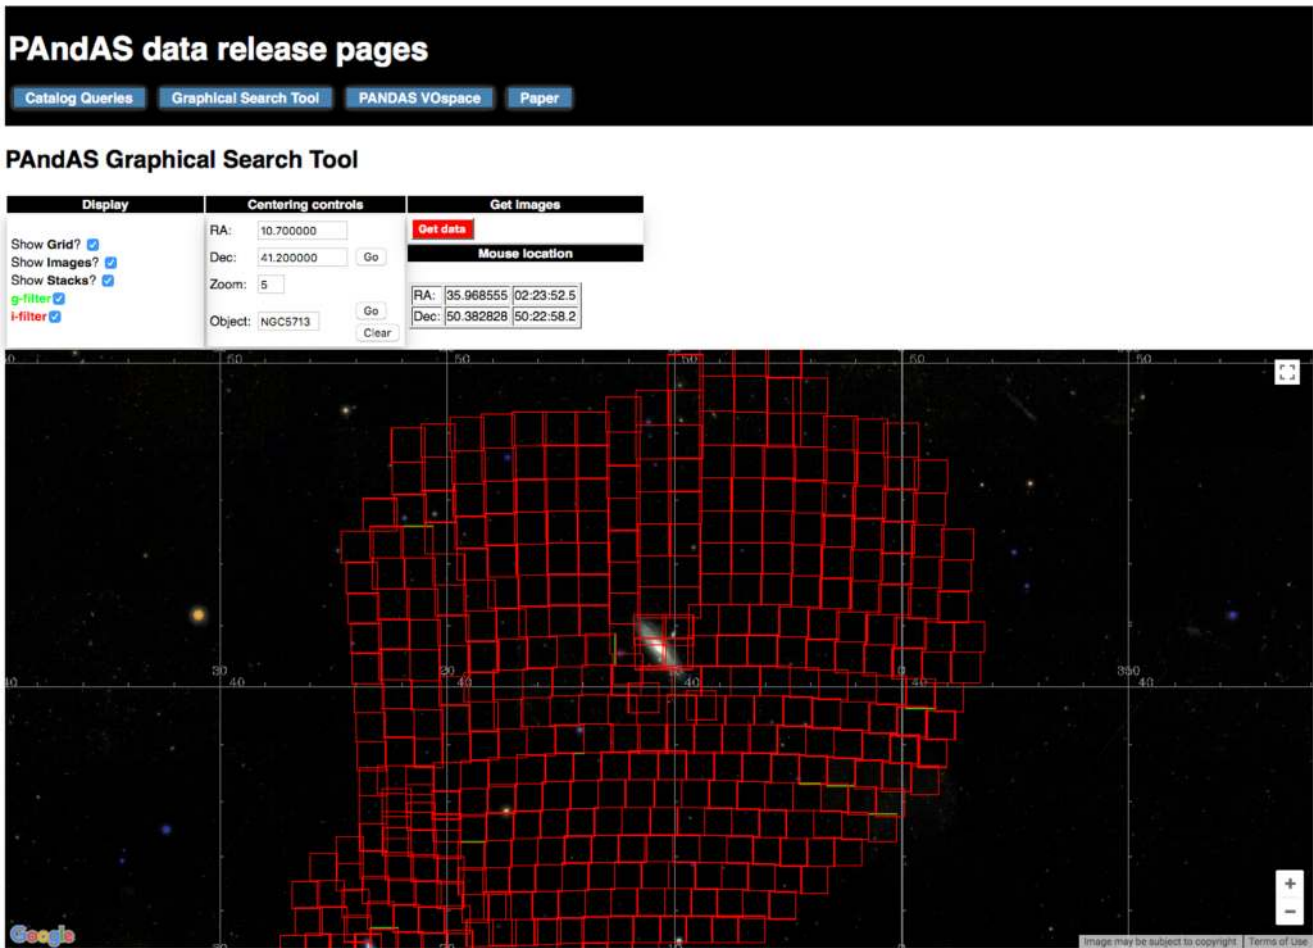 PAndAS data release pages
Catalog Queries Graphical Search Tool PANDAS VOspace Paper
PAndAS Graphical Search Tool
Display Centering controls Get images
Show Grid?
Show Images?
Show Stacks?
g-filter
i-filter
RA: 10.700000
Dec: 41.200000 Go
Zoom: 5
Object: NGC5713 Go
Clear
Get data
Mouse location
RA: 35.968555 02:23:52.5
Dec: 50.382828 50:22:58.2
50 50 50 50
30 20 0 350
40 40 40 40
Google
+
−
Image may be subject to copyright Terms of Use